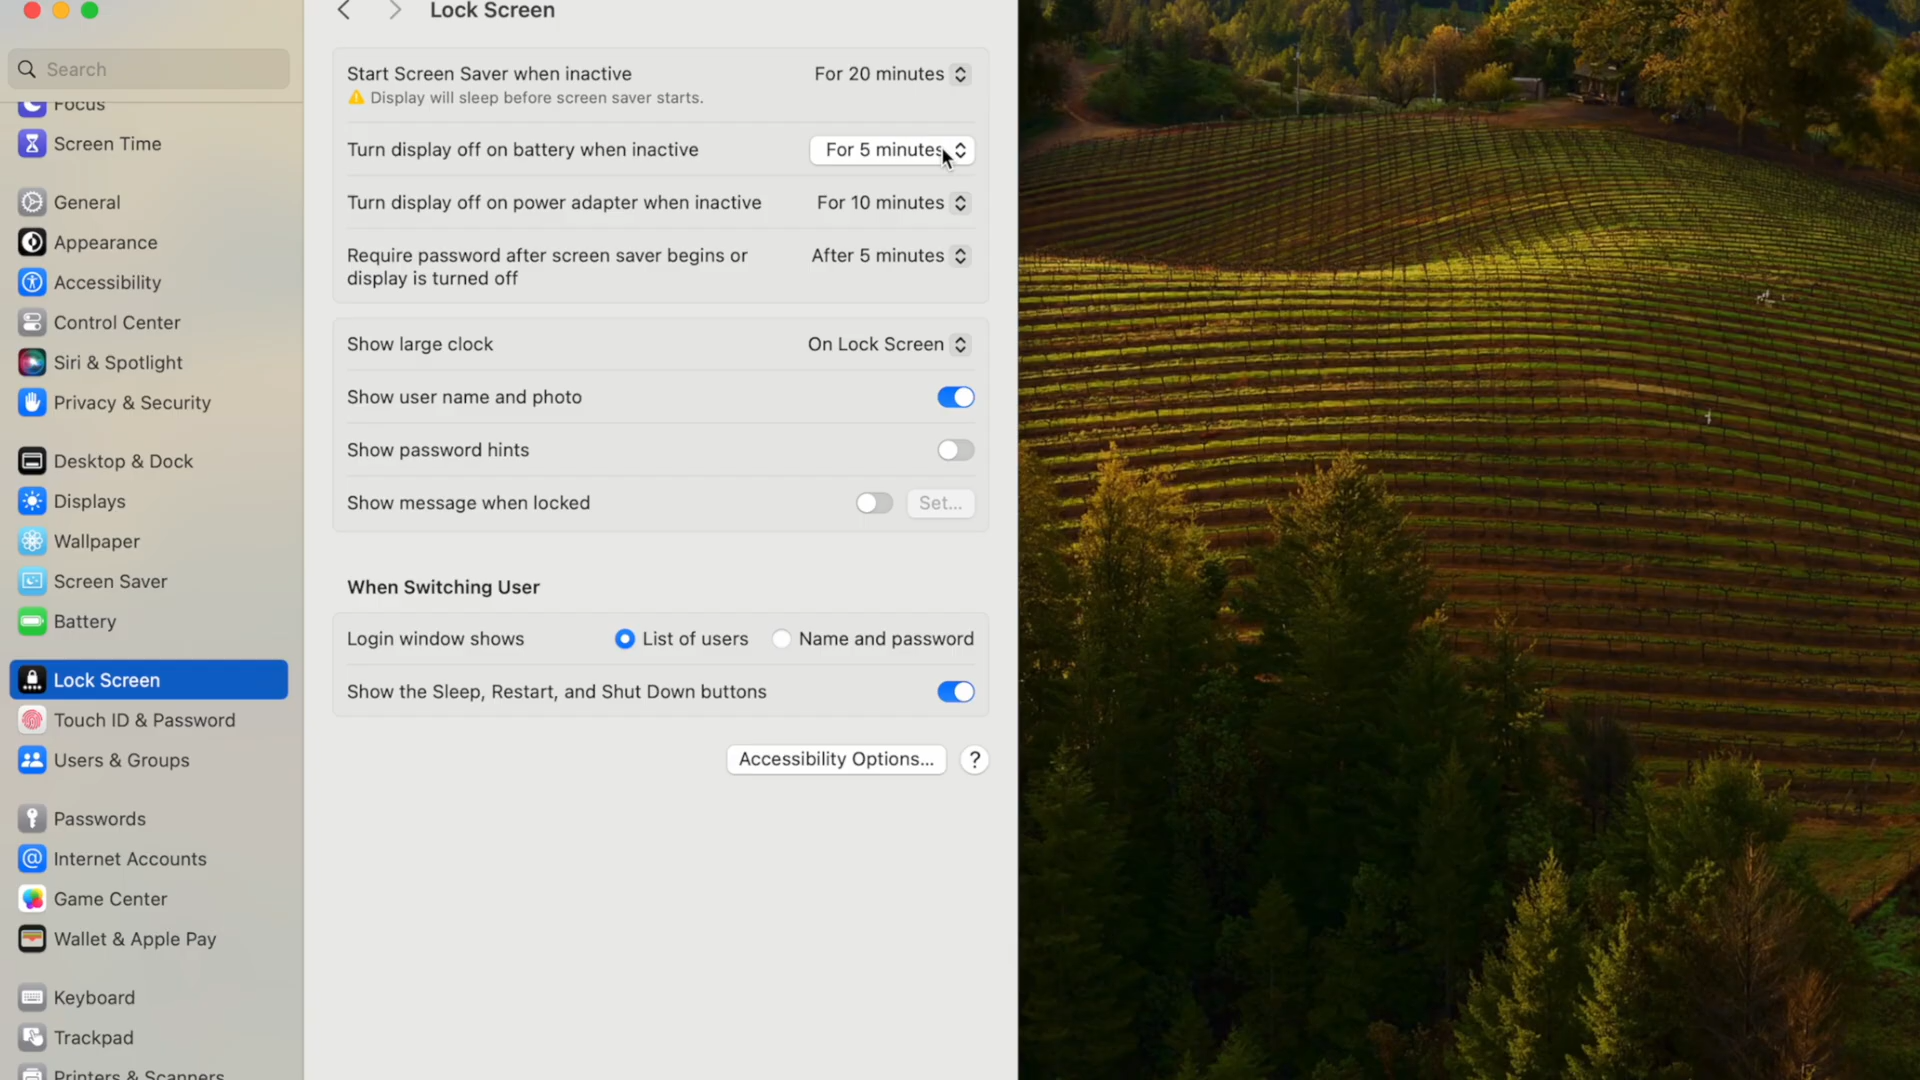 Lock Screen
Search
Focus
Screen Time
General
Appearance
Accessibility
Control Center
Siri & Spotlight
Privacy & Security
Desktop & Dock
Displays
Wallpaper
Screen Saver
Battery
Lock Screen
Touch ID & Password
Users & Groups
Passwords
Internet Accounts
Game Center
Wallet & Apple Pay
Keyboard
Trackpad
Printers & Scanners
Start Screen Saver when inactive For 20 minutes
Display will sleep before screen saver starts.
Turn display off on battery when inactive For 5 minutes
Turn display off on power adapter when inactive For 10 minutes
Require password after screen saver begins or After 5 minutes
display is turned off
Show large clock On Lock Screen
Show user name and photo
Show password hints
Show message when locked Set...
When Switching User
Login window shows List of users Name and password
Show the Sleep, Restart, and Shut Down buttons
Accessibility Options... ?